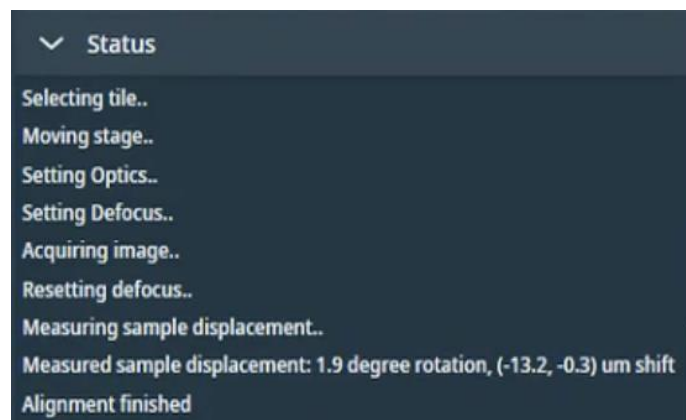 Status
Selecting tile..
Moving stage..
Setting Optics..
Setting Defocus..
Acquiring image..
Resetting defocus..
Measuring sample displacement..
Measured sample displacement: 1.9 degree rotation, (-13.2, -0.3) um shift
Alignment finished